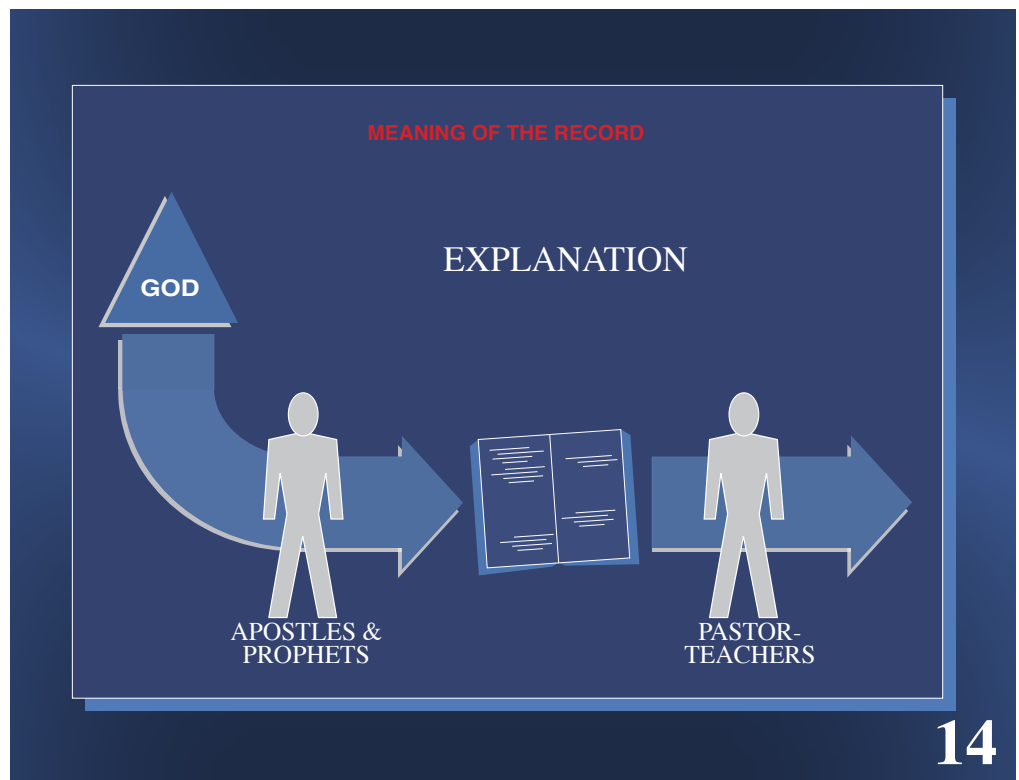 MEANING OF THE RECORD
EXPLANATION
GOD
APOSTLES &
PROPHETS
PASTOR-
TEACHERS
14